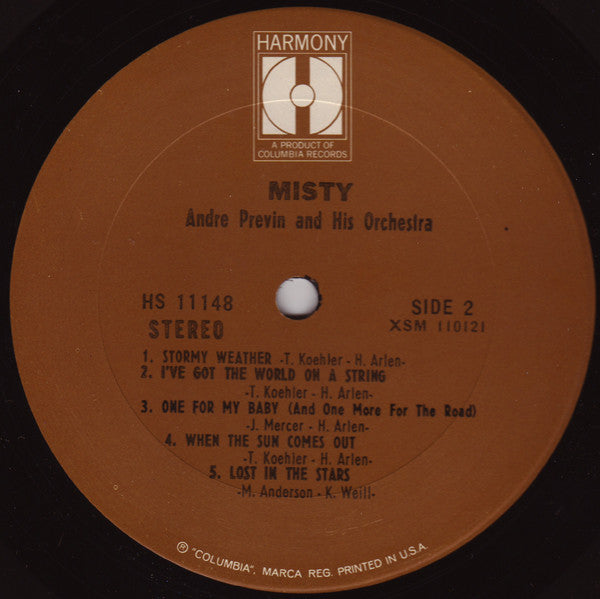 HARMONY
H
A PRODUCT OF
COLUMBIA RECORDS
MISTY
Andre Previn and His Orchestra
HS 11148
STEREO
SIDE 2
XSM 110121
1. STORMY WEATHER -T. Koehler - H. Arlen-
2. I'VE GOT THE WORLD ON A STRING
-T. Koehler - H. Arlen-
3. ONE FOR MY BABY (And One More For The Road)
-J. Mercer - H. Arlen-
4. WHEN THE SUN COMES OUT
-T. Koehler - H. Arlen-
5. LOST IN THE STARS
-M. Anderson - K. Weill-
℗ "COLUMBIA", MARCA REG. PRINTED IN U.S.A.